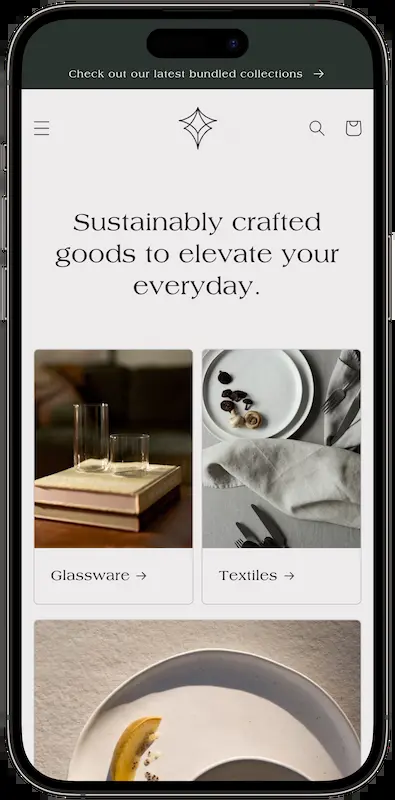 Check out our latest bundled collections →
Sustainably crafted
goods to elevate your
everyday.
Glassware →
Textiles →